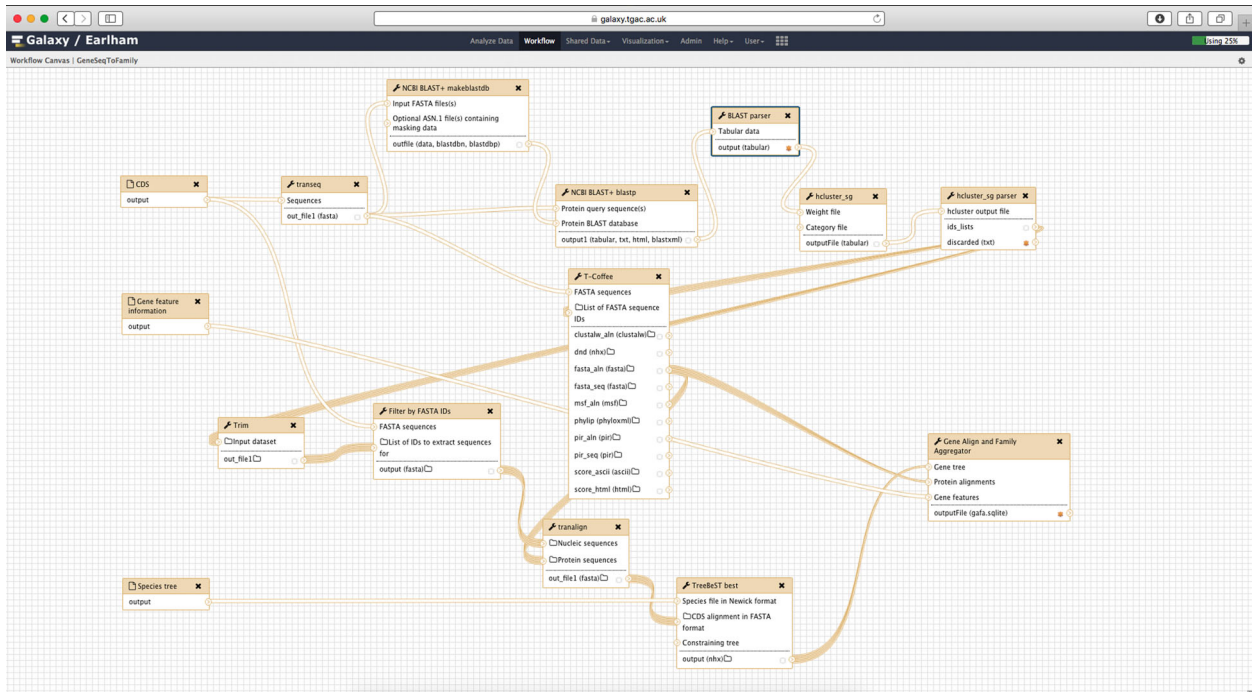 galaxy.tgac.ac.uk
Galaxy / Earlham
Analyze Data Workflow Shared Data Visualization Admin Help User
Using 25%
Workflow Canvas | GeneSeqToFamily
NCBI BLAST+ makeblastdb
Input FASTA files(s)
Optional ASN.1 file(s) containing
masking data
outfile (data, blastdbn, blastdbp)
BLAST parser
Tabular data
output (tabular)
CDS
output
transeq
Sequences
out_file1 (fasta)
NCBI BLAST+ blastp
Protein query sequence(s)
Protein BLAST database
output1 (tabular, txt, html, blastxml)
hcluster_sg
Weight file
Category file
outputFile (tabular)
hcluster_sg parser
hcluster output file
ids_lists
discarded (txt)
T-Coffee
FASTA sequences
List of FASTA sequence
IDs
clustalw_aln (clustalw)
dnd (nhx)
fasta_aln (fasta)
fasta_seq (fasta)
msf_aln (msf)
phylip (phyloxml)
pir_aln (pir)
pir_seq (pir)
score_ascii (ascii)
score_html (html)
Gene feature
information
output
Trim
Input dataset
out_file1
Filter by FASTA IDs
FASTA sequences
List of IDs to extract sequences
for
output (fasta)
Gene Align and Family
Aggregator
Gene tree
Protein alignments
Gene features
outputFile (gafa.sqlite)
tranalign
Nucleic sequences
Protein sequences
out_file1 (fasta)
Species tree
output
TreeBeST best
Species file in Newick format
CDS alignment in FASTA
format
Constraining tree
output (nhx)